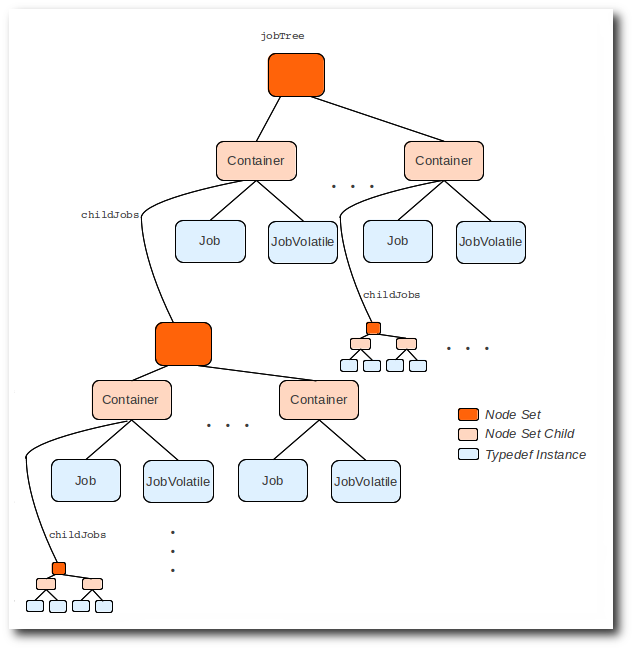 jobTree
Container
Container
. . .
childJobs
Job
JobVolatile
Job
JobVolatile
childJobs
. . .
Container
Container
. . .
Node Set
Node Set Child
Typedef Instance
Job
JobVolatile
Job
JobVolatile
childJobs